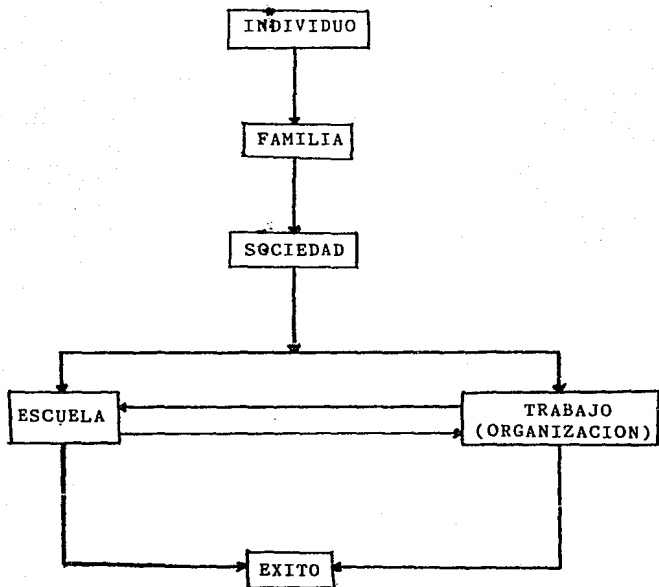 INDIVIDUO
FAMILIA
SOCIEDAD
ESCUELA
TRABAJO
(ORGANIZACION)
EXITO